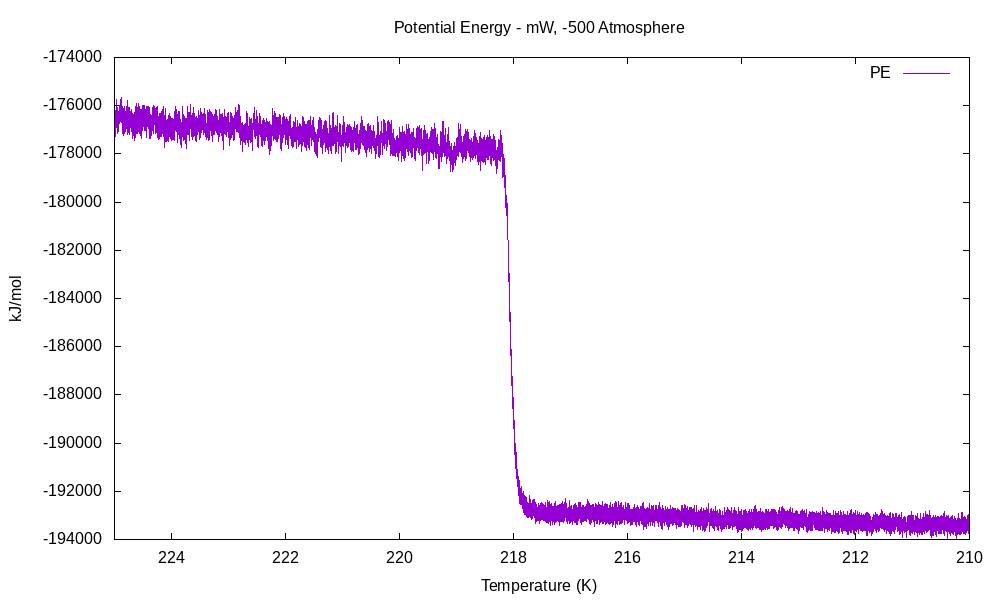 Potential Energy - mW, -500 Atmosphere
PE
-174000
-176000
-178000
-180000
-182000
-184000
-186000
-188000
-190000
-192000
-194000
kJ/mol
224 222 220 218 216 214 212 210
Temperature (K)